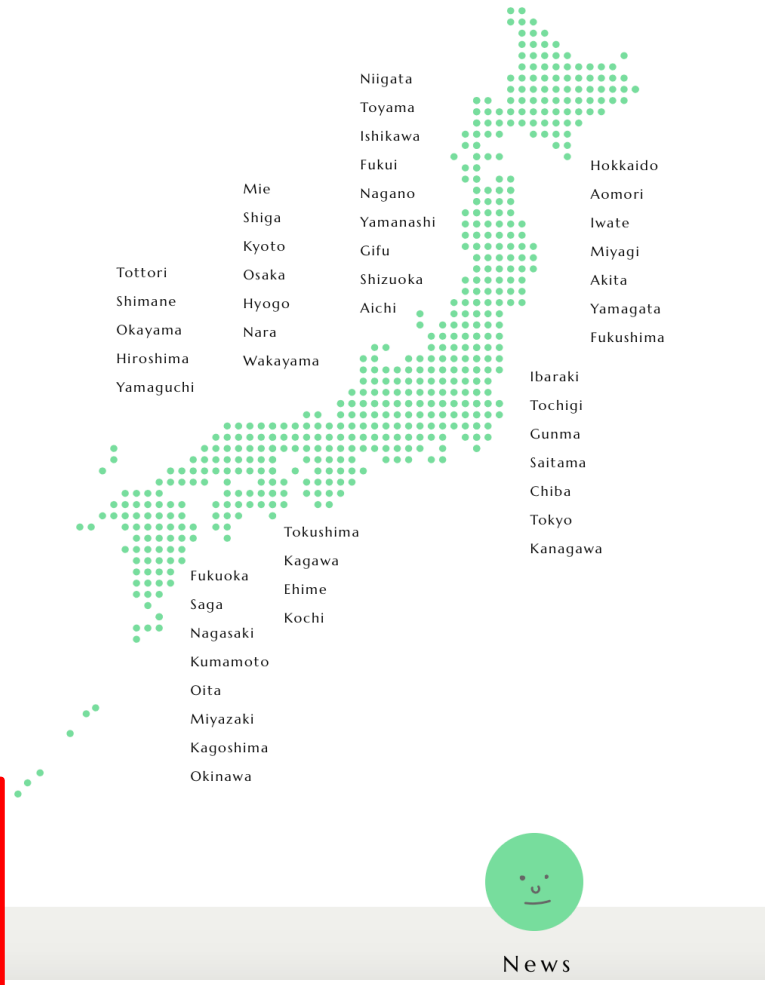 Niigata
Toyama
Ishikawa
Fukui
Nagano
Yamanashi
Gifu
Shizuoka
Aichi
Hokkaido
Aomori
Iwate
Miyagi
Akita
Yamagata
Fukushima
Mie
Shiga
Kyoto
Osaka
Hyogo
Nara
Wakayama
Tottori
Shimane
Okayama
Hiroshima
Yamaguchi
Ibaraki
Tochigi
Gunma
Saitama
Chiba
Tokyo
Kanagawa
Tokushima
Kagawa
Ehime
Kochi
Fukuoka
Saga
Nagasaki
Kumamoto
Oita
Miyazaki
Kagoshima
Okinawa
News